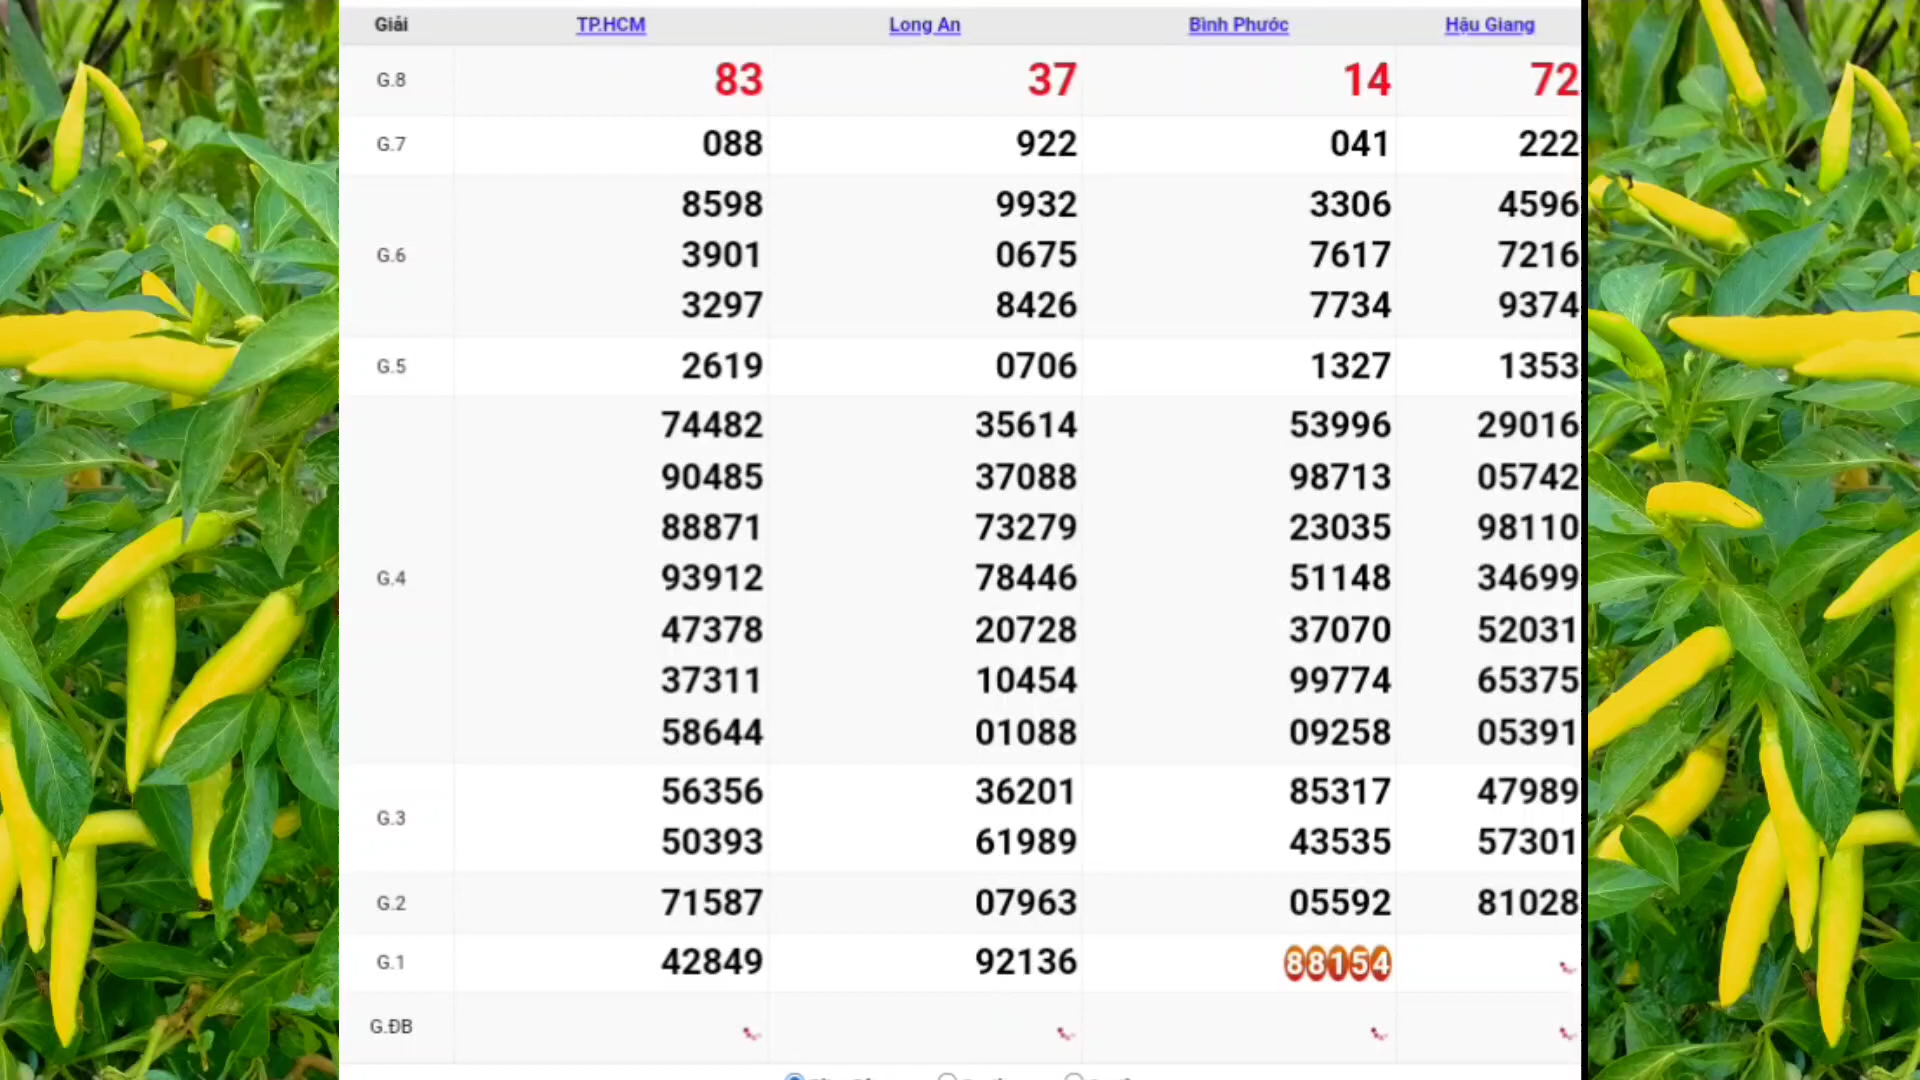 Giải TP.HCM Long An Bình Phước Hậu Giang
G.8 83 37 14 72
G.7 088 922 041 222
8598 9932 3306 4596
G.6 3901 0675 7617 7216
3297 8426 7734 9374
G.5 2619 0706 1327 1353
74482 35614 53996 29016
90485 37088 98713 05742
88871 73279 23035 98110
G.4 93912 78446 51148 34699
47378 20728 37070 52031
37311 10454 99774 65375
58644 01088 09258 05391
56356 36201 85317 47989
G.3
50393 61989 43535 57301
G.2 71587 07963 05592 81028
G.1 42849 92136 88154
G.ĐB